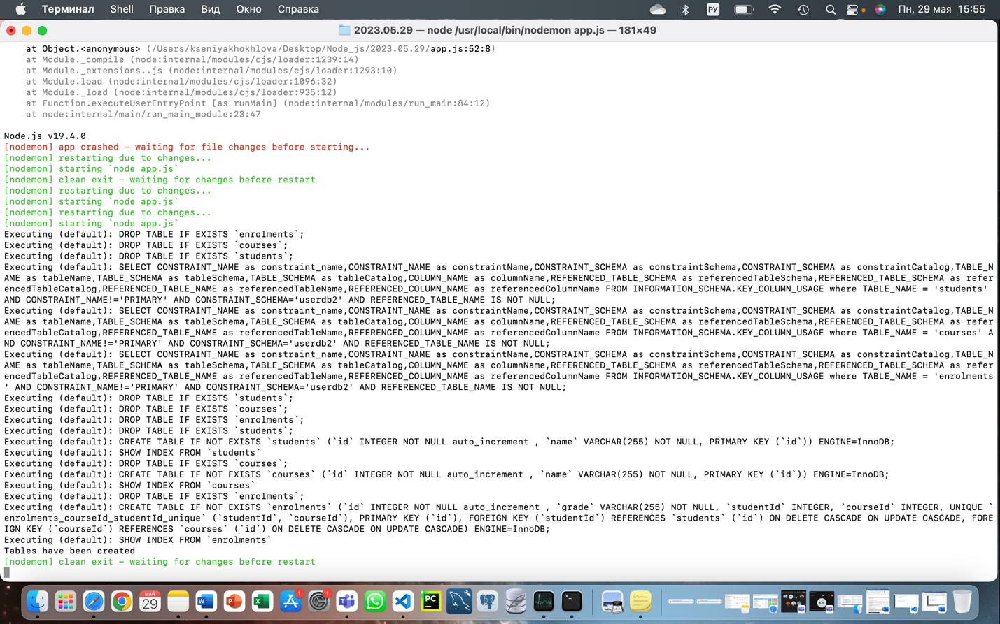 Терминал Shell Правка Вид Окно Справка РУ Пн, 29 мая 15:55
2023.05.29 — node /usr/local/bin/nodemon app.js — 181×49
at Object.<anonymous> (/Users/kseniyakhokhlova/Desktop/Node_js/2023.05.29/app.js:52:8)
at Module._compile (node:internal/modules/cjs/loader:1239:14)
at Module._extensions..js (node:internal/modules/cjs/loader:1293:10)
at Module.load (node:internal/modules/cjs/loader:1096:32)
at Module._load (node:internal/modules/cjs/loader:935:12)
at Function.executeUserEntryPoint [as runMain] (node:internal/modules/run_main:84:12)
at node:internal/main/run_main_module:23:47
Node.js v19.4.0
[nodemon] app crashed - waiting for file changes before starting...
[nodemon] restarting due to changes...
[nodemon] starting `node app.js`
[nodemon] clean exit - waiting for changes before restart
[nodemon] restarting due to changes...
[nodemon] starting `node app.js`
[nodemon] restarting due to changes...
[nodemon] starting `node app.js`
Executing (default): DROP TABLE IF EXISTS `enrolments`;
Executing (default): DROP TABLE IF EXISTS `courses`;
Executing (default): DROP TABLE IF EXISTS `students`;
Executing (default): SELECT CONSTRAINT_NAME as constraint_name,CONSTRAINT_NAME as constraintName,CONSTRAINT_SCHEMA as constraintSchema,CONSTRAINT_SCHEMA as constraintCatalog,TABLE_N
AME as tableName,TABLE_SCHEMA as tableSchema,TABLE_SCHEMA as tableCatalog,COLUMN_NAME as columnName,REFERENCED_TABLE_SCHEMA as referencedTableSchema,REFERENCED_TABLE_SCHEMA as refer
encedTableCatalog,REFERENCED_TABLE_NAME as referencedTableName,REFERENCED_COLUMN_NAME as referencedColumnName FROM INFORMATION_SCHEMA.KEY_COLUMN_USAGE where TABLE_NAME = 'students'
AND CONSTRAINT_NAME!='PRIMARY' AND CONSTRAINT_SCHEMA='userdb2' AND REFERENCED_TABLE_NAME IS NOT NULL;
Executing (default): SELECT CONSTRAINT_NAME as constraint_name,CONSTRAINT_NAME as constraintName,CONSTRAINT_SCHEMA as constraintSchema,CONSTRAINT_SCHEMA as constraintCatalog,TABLE_N
AME as tableName,TABLE_SCHEMA as tableSchema,TABLE_SCHEMA as tableCatalog,COLUMN_NAME as columnName,REFERENCED_TABLE_SCHEMA as referencedTableSchema,REFERENCED_TABLE_SCHEMA as refer
encedTableCatalog,REFERENCED_TABLE_NAME as referencedTableName,REFERENCED_COLUMN_NAME as referencedColumnName FROM INFORMATION_SCHEMA.KEY_COLUMN_USAGE where TABLE_NAME = 'courses' A
ND CONSTRAINT_NAME!='PRIMARY' AND CONSTRAINT_SCHEMA='userdb2' AND REFERENCED_TABLE_NAME IS NOT NULL;
Executing (default): SELECT CONSTRAINT_NAME as constraint_name,CONSTRAINT_NAME as constraintName,CONSTRAINT_SCHEMA as constraintSchema,CONSTRAINT_SCHEMA as constraintCatalog,TABLE_N
AME as tableName,TABLE_SCHEMA as tableSchema,TABLE_SCHEMA as tableCatalog,COLUMN_NAME as columnName,REFERENCED_TABLE_SCHEMA as referencedTableSchema,REFERENCED_TABLE_SCHEMA as refer
encedTableCatalog,REFERENCED_TABLE_NAME as referencedTableName,REFERENCED_COLUMN_NAME as referencedColumnName FROM INFORMATION_SCHEMA.KEY_COLUMN_USAGE where TABLE_NAME = 'enrolments
' AND CONSTRAINT_NAME!='PRIMARY' AND CONSTRAINT_SCHEMA='userdb2' AND REFERENCED_TABLE_NAME IS NOT NULL;
Executing (default): DROP TABLE IF EXISTS `students`;
Executing (default): DROP TABLE IF EXISTS `courses`;
Executing (default): DROP TABLE IF EXISTS `enrolments`;
Executing (default): DROP TABLE IF EXISTS `students`;
Executing (default): CREATE TABLE IF NOT EXISTS `students` (`id` INTEGER NOT NULL auto_increment , `name` VARCHAR(255) NOT NULL, PRIMARY KEY (`id`)) ENGINE=InnoDB;
Executing (default): SHOW INDEX FROM `students`
Executing (default): DROP TABLE IF EXISTS `courses`;
Executing (default): CREATE TABLE IF NOT EXISTS `courses` (`id` INTEGER NOT NULL auto_increment , `name` VARCHAR(255) NOT NULL, PRIMARY KEY (`id`)) ENGINE=InnoDB;
Executing (default): SHOW INDEX FROM `courses`
Executing (default): DROP TABLE IF EXISTS `enrolments`;
Executing (default): CREATE TABLE IF NOT EXISTS `enrolments` (`id` INTEGER NOT NULL auto_increment , `grade` VARCHAR(255) NOT NULL, `studentId` INTEGER, `courseId` INTEGER, UNIQUE `
enrolments_courseId_studentId_unique` (`studentId`, `courseId`), PRIMARY KEY (`id`), FOREIGN KEY (`studentId`) REFERENCES `students` (`id`) ON DELETE CASCADE ON UPDATE CASCADE, FORE
IGN KEY (`courseId`) REFERENCES `courses` (`id`) ON DELETE CASCADE ON UPDATE CASCADE) ENGINE=InnoDB;
Executing (default): SHOW INDEX FROM `enrolments`
Tables have been created
[nodemon] clean exit - waiting for changes before restart
МАЙ
29
W
P
X
1
1
PC
KH